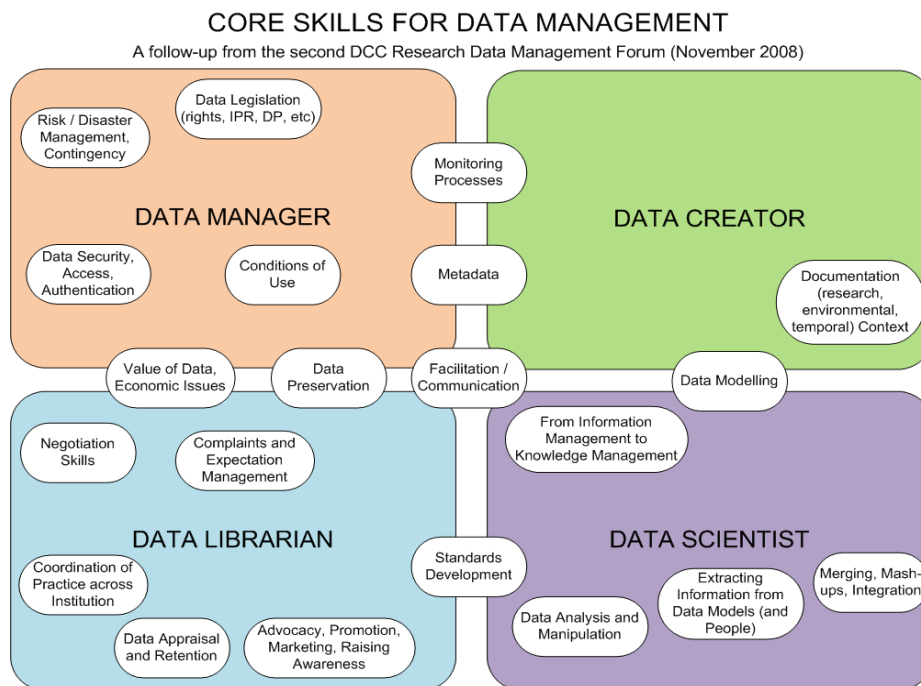 CORE SKILLS FOR DATA MANAGEMENT
A follow-up from the second DCC Research Data Management Forum (November 2008)
Risk / Disaster
Management,
Contingency
Data Legislation
(rights, IPR, DP, etc)
Monitoring
Processes
DATA MANAGER
DATA CREATOR
Data Security,
Access,
Authentication
Conditions of
Use
Metadata
Documentation
(research,
environmental,
temporal) Context
Value of Data,
Economic Issues
Data
Preservation
Facilitation /
Communication
Data Modelling
Negotiation
Skills
Complaints and
Expectation
Management
From Information
Management to
Knowledge Management
DATA LIBRARIAN
DATA SCIENTIST
Coordination of
Practice across
Institution
Standards
Development
Extracting
Information from
Data Models (and
People)
Merging, Mash-
ups, Integration
Data Appraisal
and Retention
Advocacy, Promotion,
Marketing, Raising
Awareness
Data Analysis and
Manipulation